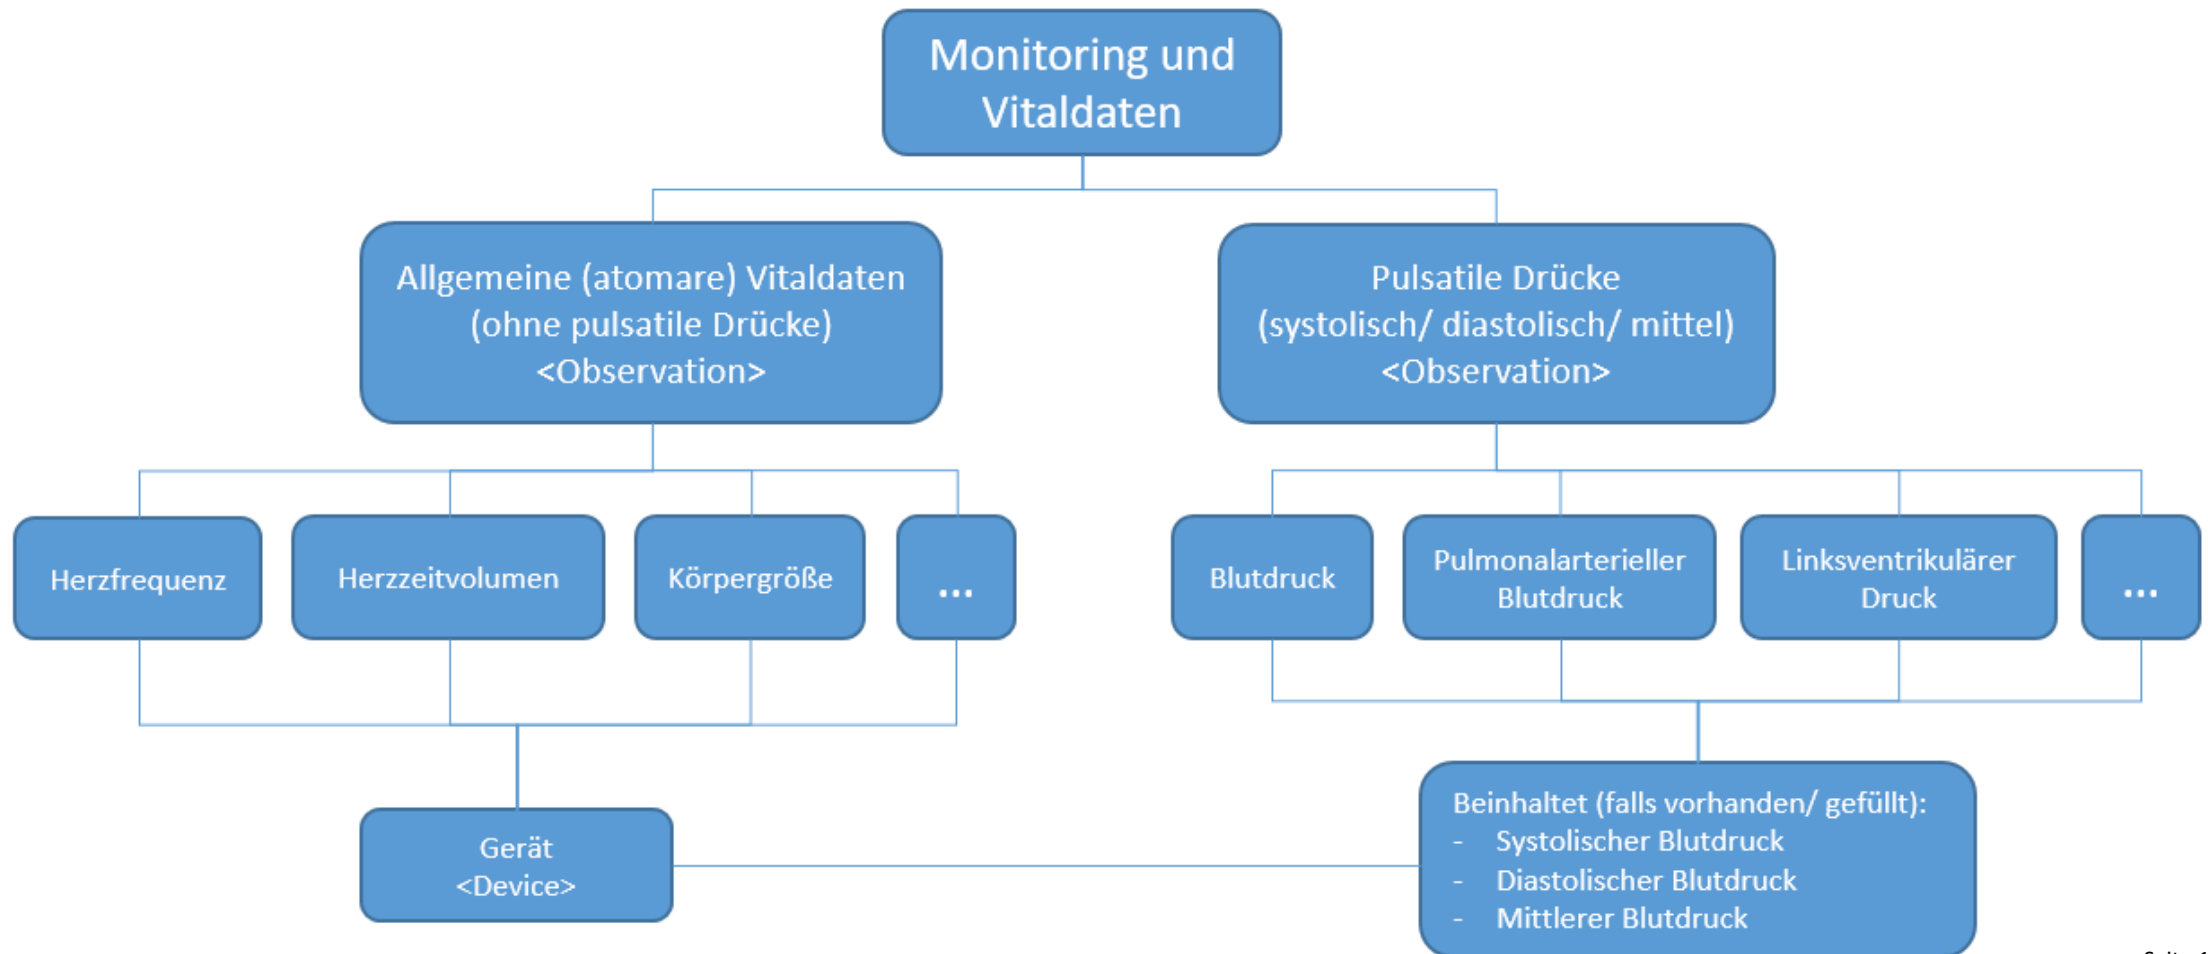 Monitoring und
Vitaldaten
Allgemeine (atomare) Vitaldaten
(ohne pulsatile Drücke)
<Observation>
Pulsatile Drücke
(systolisch/ diastolisch/ mittel)
<Observation>
Herzfrequenz
Herzzeitvolumen
Körpergröße
...
Blutdruck
Pulmonalarterieller
Blutdruck
Linksventrikulärer
Druck
...
Gerät
<Device>
Beinhaltet (falls vorhanden/ gefüllt):
- Systolischer Blutdruck
- Diastolischer Blutdruck
- Mittlerer Blutdruck